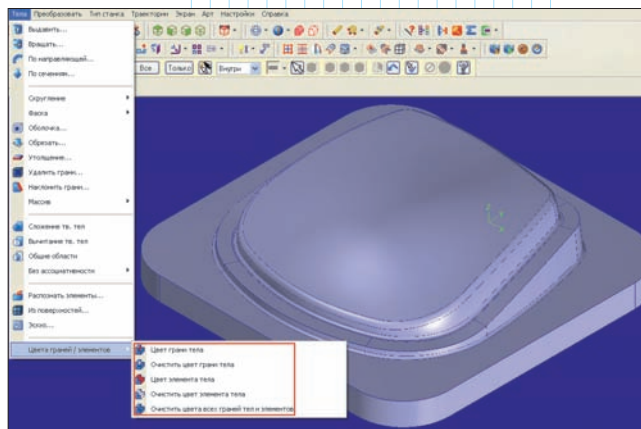 Тела Преобразовать Тип станка Траектории Экран Арт Настройки Справка
Выдавить...
Вращать...
По направляющей...
По сечениям...
Все Только Внутри
Скругление
Фаска
Оболочка...
Обрезать...
Утолщение...
Удалить грани...
Наклонить грани...
Массив
Сложение тв. тел
Вычитание тв. тел
Общие области
Без ассоциативности
Распознать элементы...
Из поверхностей...
Эскиз...
Цвета граней / элементов
Цвет грани тела
Очистить цвет грани тела
Цвет элемента тела
Очистить цвет элемента тела
Очистить цвета всех граней тел и элементов